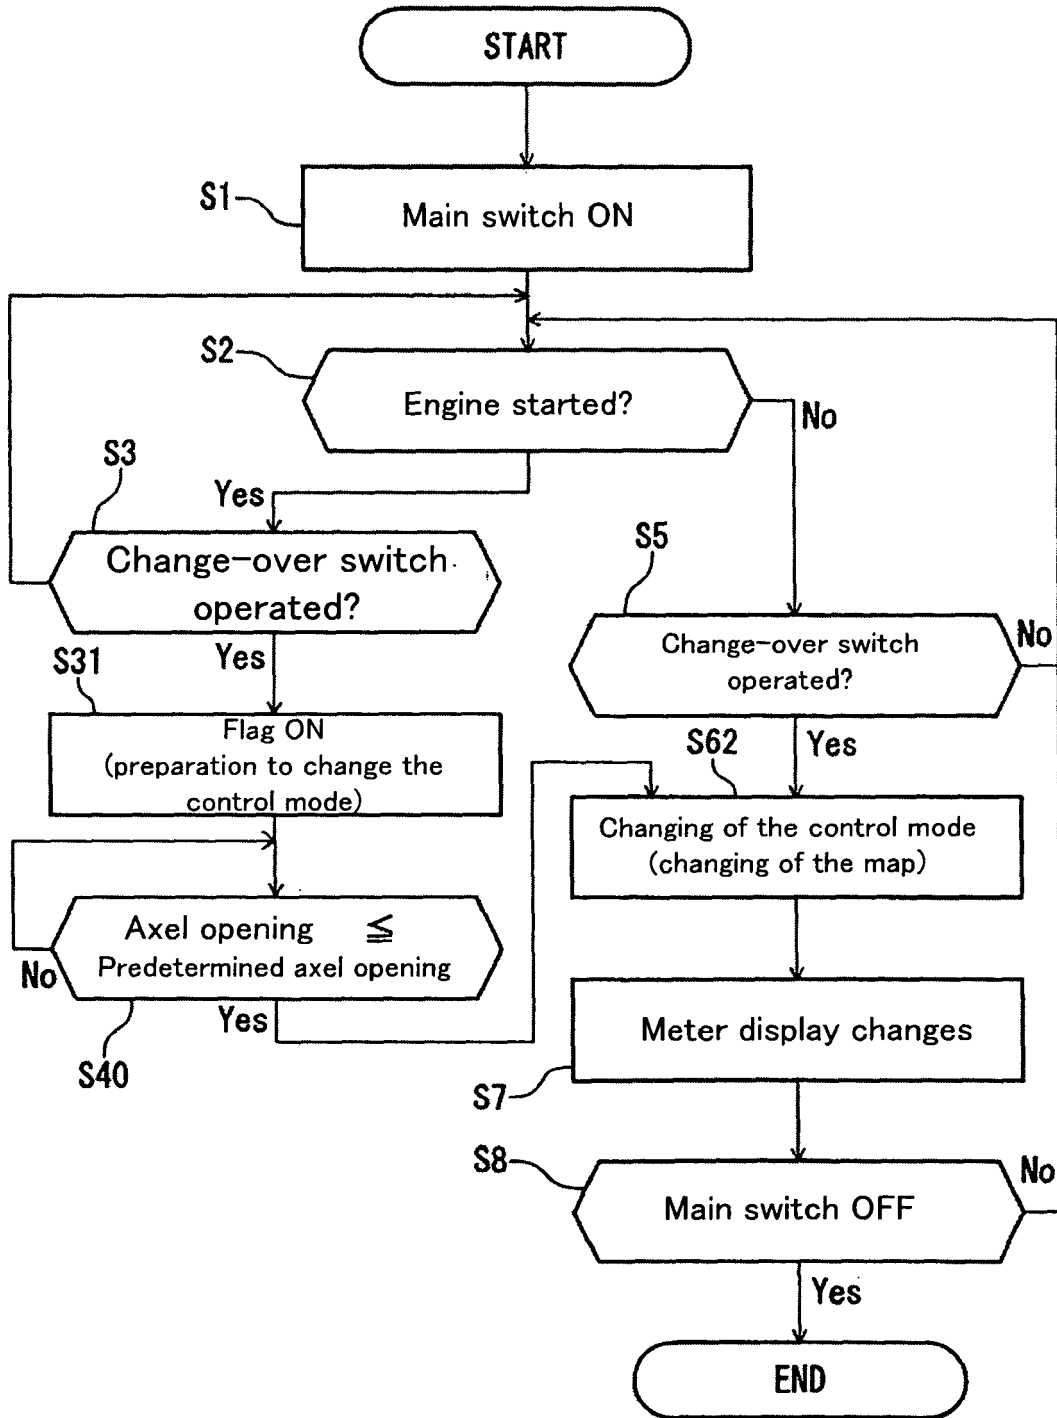 START
S1
Main switch ON
S2
Engine started?
No
S3
Yes
Change-over switch
operated?
S5
Change-over switch
operated?
No
S31
Yes
Flag ON
(preparation to change the
control mode)
S62
Yes
Changing of the control mode
(changing of the map)
Axel opening ≦
Predetermined axel opening
No
Yes
S40
Meter display changes
S7
S8
Main switch OFF
No
Yes
END